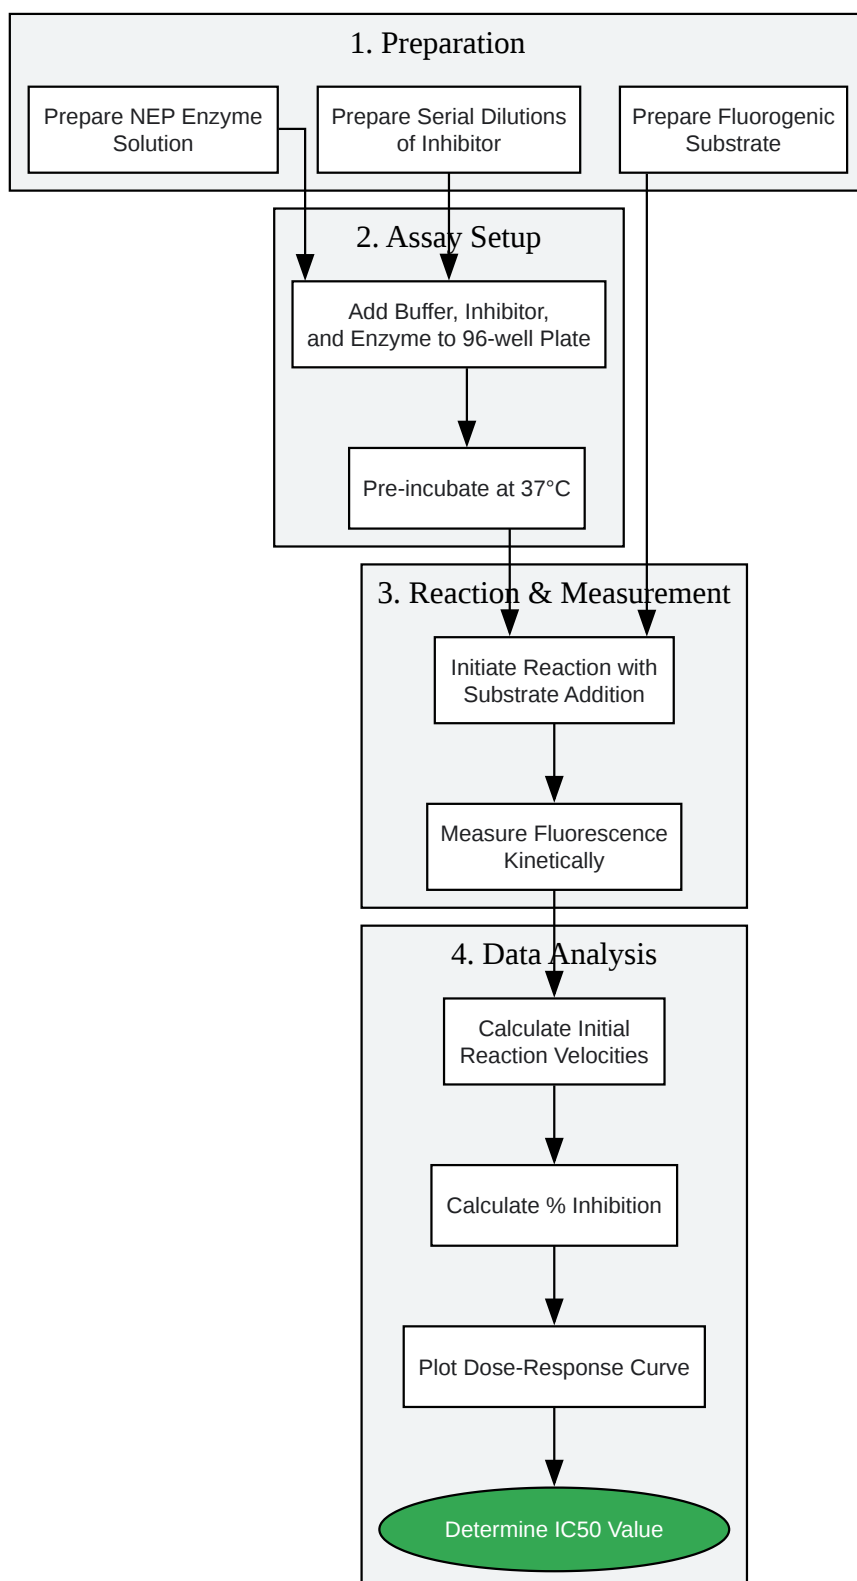 1. Preparation
Prepare NEP Enzyme
Solution
Prepare Serial Dilutions
of Inhibitor
Prepare Fluorogenic
Substrate
2. Assay Setup
Add Buffer, Inhibitor,
and Enzyme to 96-well Plate
Pre-incubate at 37°C
3. Reaction & Measurement
Initiate Reaction with
Substrate Addition
Measure Fluorescence
Kinetically
4. Data Analysis
Calculate Initial
Reaction Velocities
Calculate % Inhibition
Plot Dose-Response Curve
Determine IC50 Value